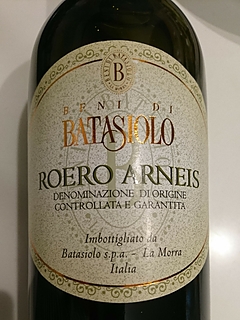 B
BENI DI
BATASIOLO
ROERO ARNEIS
DENOMINAZIONE DI ORIGINE
CONTROLLATA E GARANTITA
Imbottigliato da
Batasiolo s.p.a. - La Morra
Italia